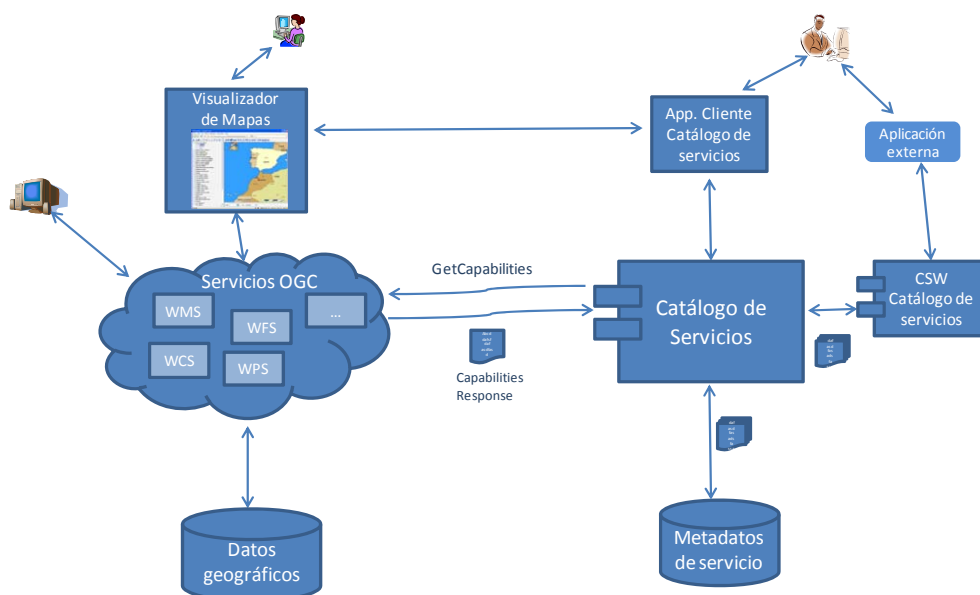 Visualizador
de Mapas
App. Cliente
Catálogo de
servicios
Aplicación
externa
Servicios OGC
WMS
WFS
...
WCS
WPS
GetCapabilities
Capabilities
Response
Catálogo de
Servicios
CSW
Catálogo de
servicios
Datos
geográficos
Metadatos
de servicio